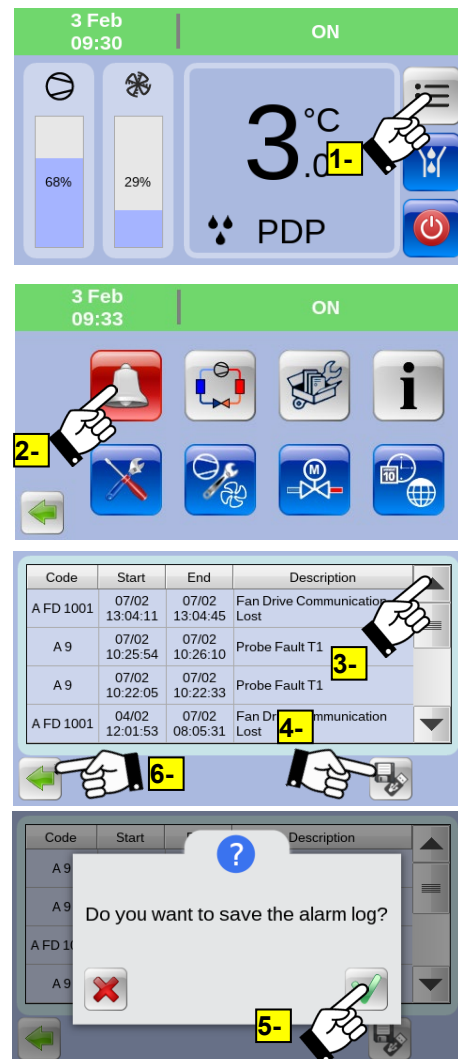 3 Feb
09:30
ON
68%
29%
3.0 °C
1-
PDP
3 Feb
09:33
ON
2-
i
M
10
Code Start End Description
A FD 1001 07/02 13:04:11 07/02 13:04:45 Fan Drive Communication Lost
A 9 07/02 10:25:54 07/02 10:26:10 Probe Fault T1
3-
A 9 07/02 10:22:05 07/02 10:22:33 Probe Fault T1
A FD 1001 04/02 12:01:53 07/02 08:05:31 Fan Dr mmunication Lost
4-
6-
Code Start Description
?
A 9
A 9
Do you want to save the alarm log?
A FD 10
A 9
5-